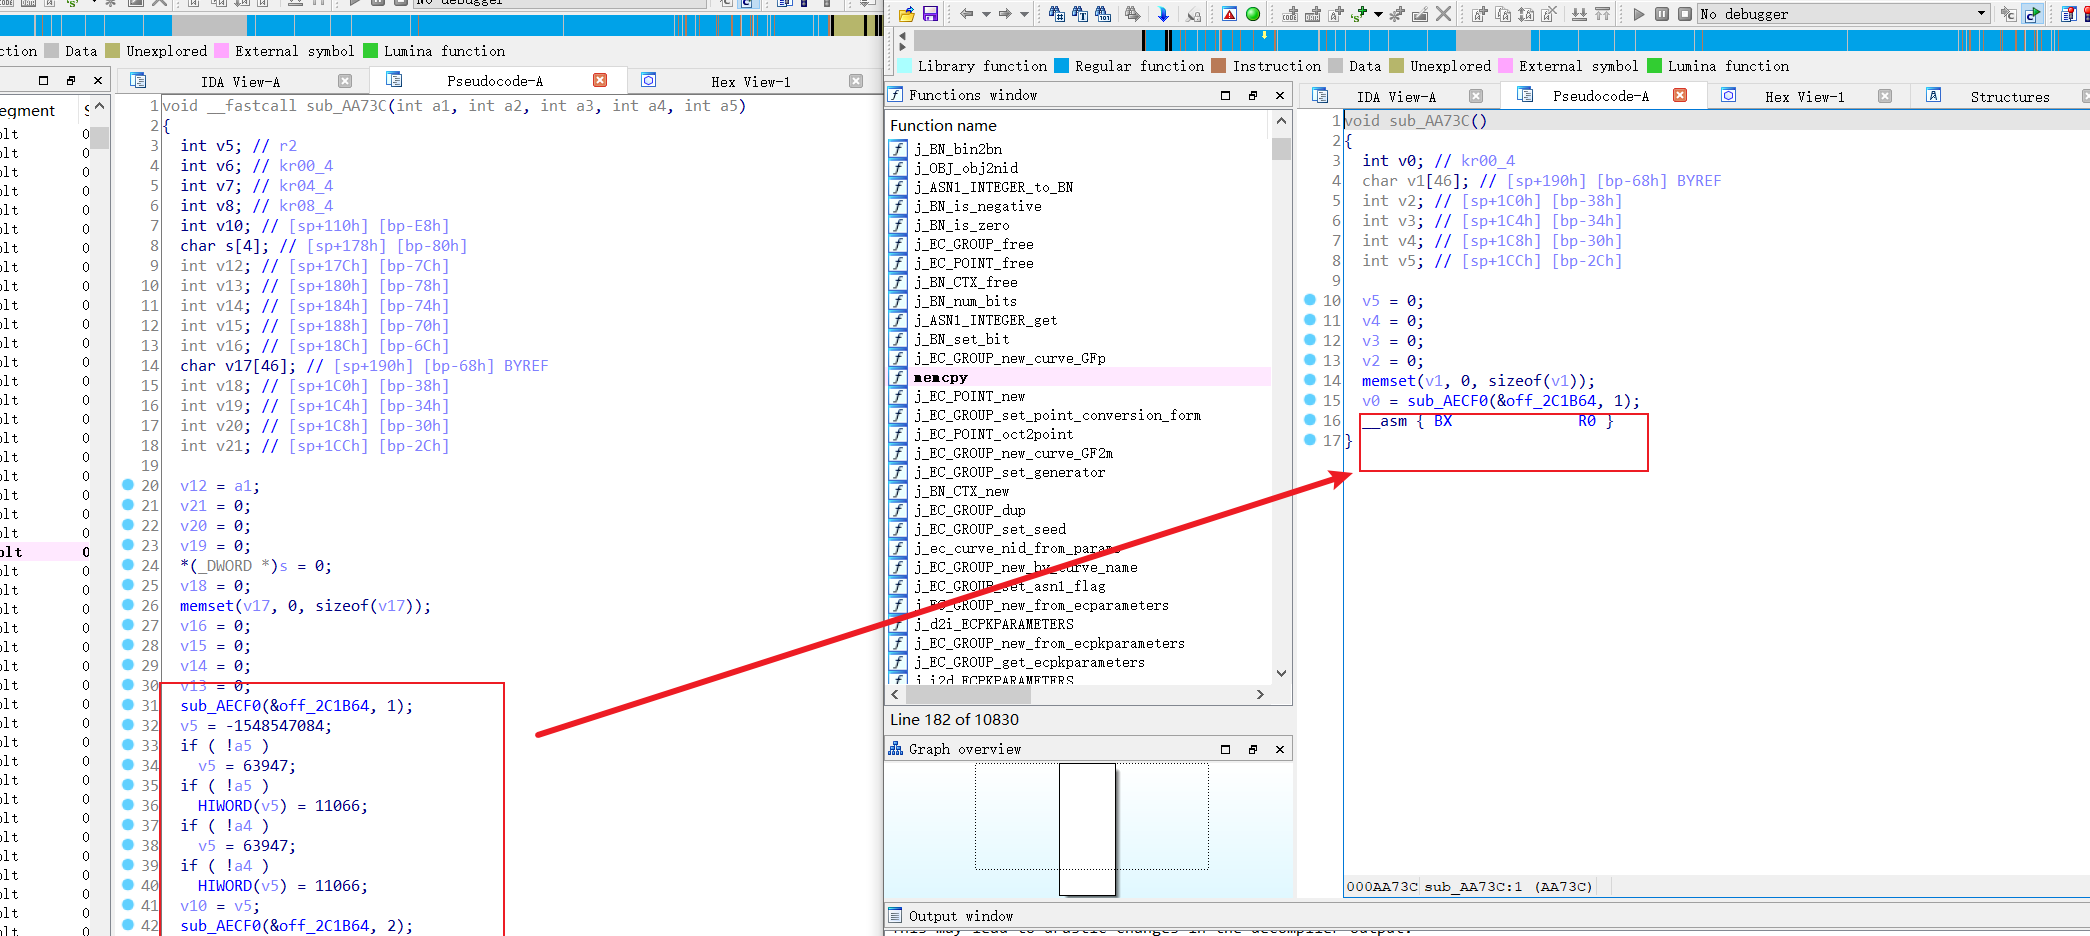 No debugger
No debugger
ction Data Unexplored External symbol Lumina function
Library function Regular function Instruction Data Unexplored External symbol Lumina function
IDA View-A Pseudocode-A Hex View-1
Functions window
IDA View-A Pseudocode-A Hex View-1 Structures
egment
Function name
1 void __fastcall sub_AA73C(int a1, int a2, int a3, int a4, int a5)
2 {
3 int v5; // r2
4 int v6; // kr00_4
5 int v7; // kr04_4
6 int v8; // kr08_4
7 int v10; // [sp+110h] [bp-E8h]
8 char s[4]; // [sp+178h] [bp-80h]
9 int v12; // [sp+17Ch] [bp-7Ch]
10 int v13; // [sp+180h] [bp-78h]
11 int v14; // [sp+184h] [bp-74h]
12 int v15; // [sp+188h] [bp-70h]
13 int v16; // [sp+18Ch] [bp-6Ch]
14 char v17[46]; // [sp+190h] [bp-68h] BYREF
15 int v18; // [sp+1C0h] [bp-38h]
16 int v19; // [sp+1C4h] [bp-34h]
17 int v20; // [sp+1C8h] [bp-30h]
18 int v21; // [sp+1CCh] [bp-2Ch]
19
20 v12 = a1;
21 v21 = 0;
22 v20 = 0;
23 v19 = 0;
24 *(_DWORD *)s = 0;
25 v18 = 0;
26 memset(v17, 0, sizeof(v17));
27 v16 = 0;
28 v15 = 0;
29 v14 = 0;
30 v13 = 0;
31 sub_AECF0(&off_2C1B64, 1);
32 v5 = -1548547084;
33 if ( !a5 )
34 v5 = 63947;
35 if ( !a5 )
36 HIWORD(v5) = 11066;
37 if ( !a4 )
38 v5 = 63947;
39 if ( !a4 )
40 HIWORD(v5) = 11066;
41 v10 = v5;
42 sub_AECF0(&off_2C1B64, 2);
j_BN_bin2bn
j_OBJ_obj2nid
j_ASN1_INTEGER_to_BN
j_BN_is_negative
j_BN_is_zero
j_EC_GROUP_free
j_EC_POINT_free
j_BN_CTX_free
j_BN_num_bits
j_ASN1_INTEGER_get
j_BN_set_bit
j_EC_GROUP_new_curve_GFp
memcpy
j_EC_POINT_new
j_EC_GROUP_set_point_conversion_form
j_EC_POINT_oct2point
j_EC_GROUP_new_curve_GF2m
j_EC_GROUP_set_generator
j_BN_CTX_new
j_EC_GROUP_dup
j_EC_GROUP_set_seed
j_ec_curve_nid_from_params
j_EC_GROUP_new_by_curve_name
j_EC_GROUP_set_asn1_flag
j_EC_GROUP_new_from_ecparameters
j_d2i_ECPKPARAMETERS
j_EC_GROUP_new_from_ecpkparameters
j_EC_GROUP_get_ecpkparameters
j_i2d_ECPKPARAMETERS
Line 182 of 10830
Graph overview
1 void sub_AA73C()
2 {
3 int v0; // kr00_4
4 char v1[46]; // [sp+190h] [bp-68h] BYREF
5 int v2; // [sp+1C0h] [bp-38h]
6 int v3; // [sp+1C4h] [bp-34h]
7 int v4; // [sp+1C8h] [bp-30h]
8 int v5; // [sp+1CCh] [bp-2Ch]
9
10 v5 = 0;
11 v4 = 0;
12 v3 = 0;
13 v2 = 0;
14 memset(v1, 0, sizeof(v1));
15 v0 = sub_AECF0(&off_2C1B64, 1);
16 __asm { BX R0 }
17 }
000AA73C sub_AA73C:1 (AA73C)
Output window
This may lead to drastic changes in the decompiler output.